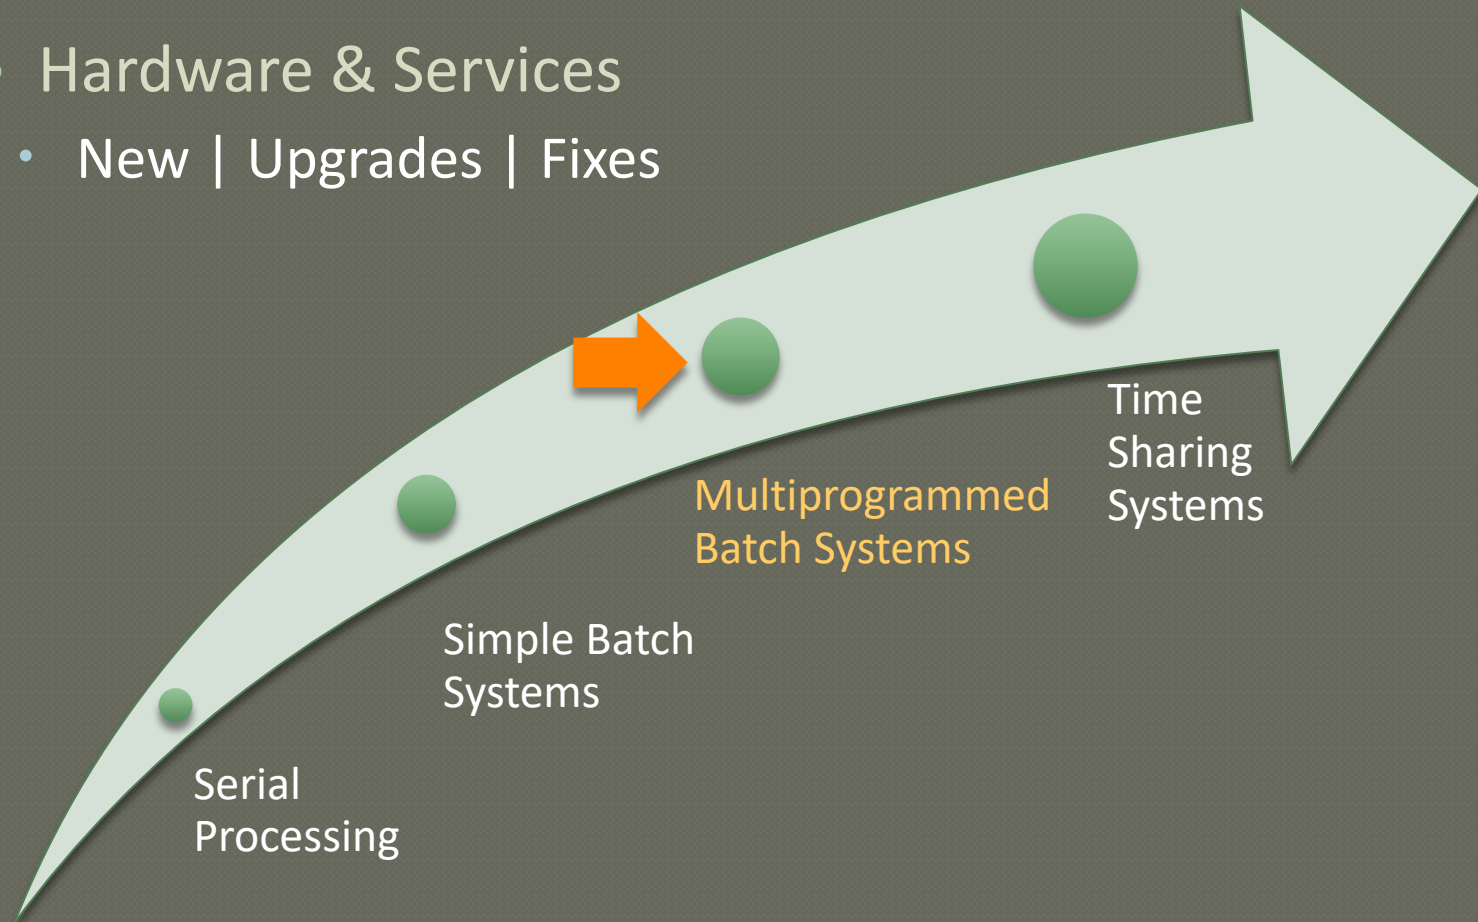 Hardware & Services
New | Upgrades | Fixes
Time
Sharing
Systems
Multiprogrammed
Batch Systems
Simple Batch
Systems
Serial
Processing